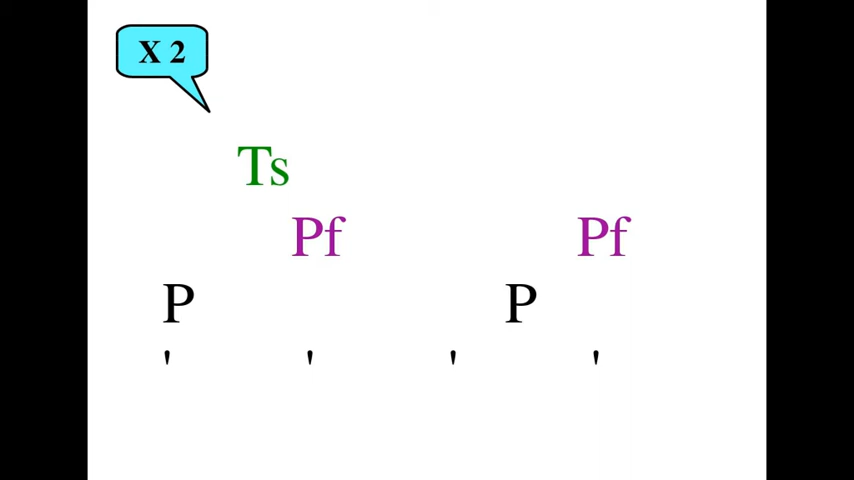 X 2
Ts
Pf Pf
P P
' ' ' '